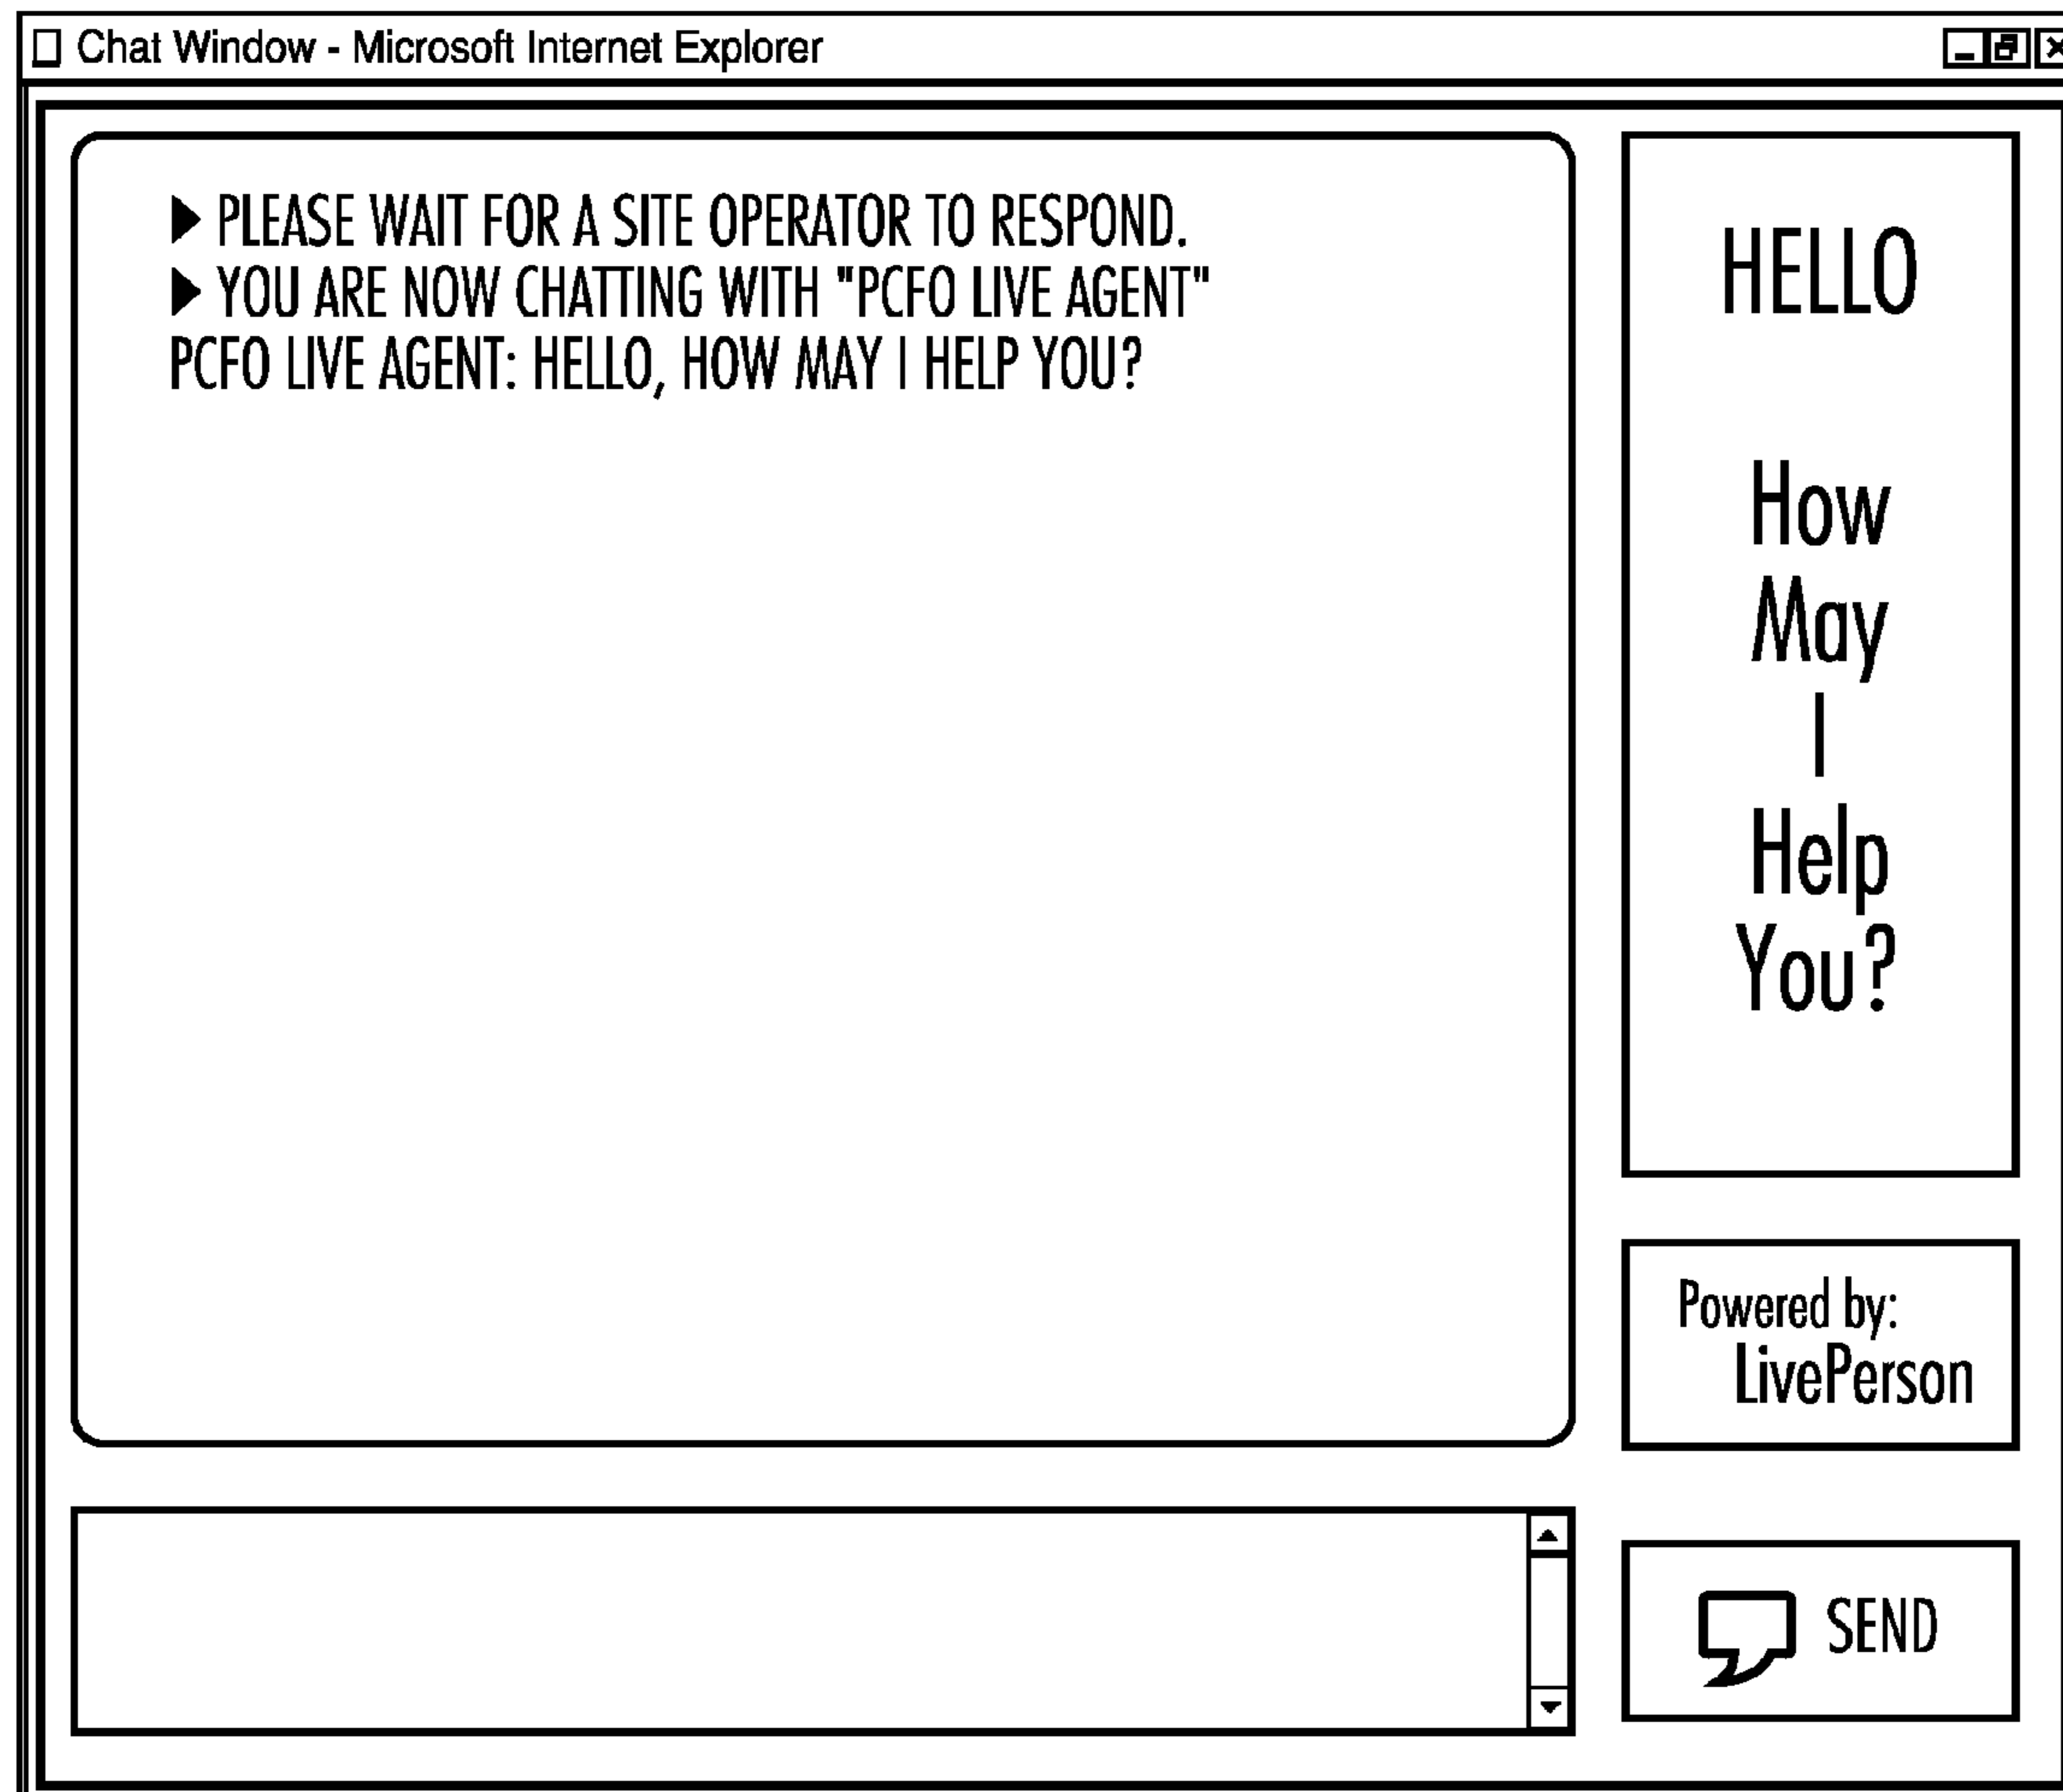 Chat Window - Microsoft Internet Explorer
▶ PLEASE WAIT FOR A SITE OPERATOR TO RESPOND.
▶ YOU ARE NOW CHATTING WITH "PCFO LIVE AGENT"
PCFO LIVE AGENT: HELLO, HOW MAY I HELP YOU?
HELLO
How
May
I
Help
You?
Powered by:
LivePerson
SEND